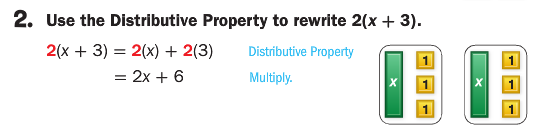 2. Use the Distributive Property to rewrite 2(x + 3).
2(x + 3) = 2(x) + 2(3) Distributive Property
= 2x + 6 Multiply.
x 1 1 1
x 1 1 1